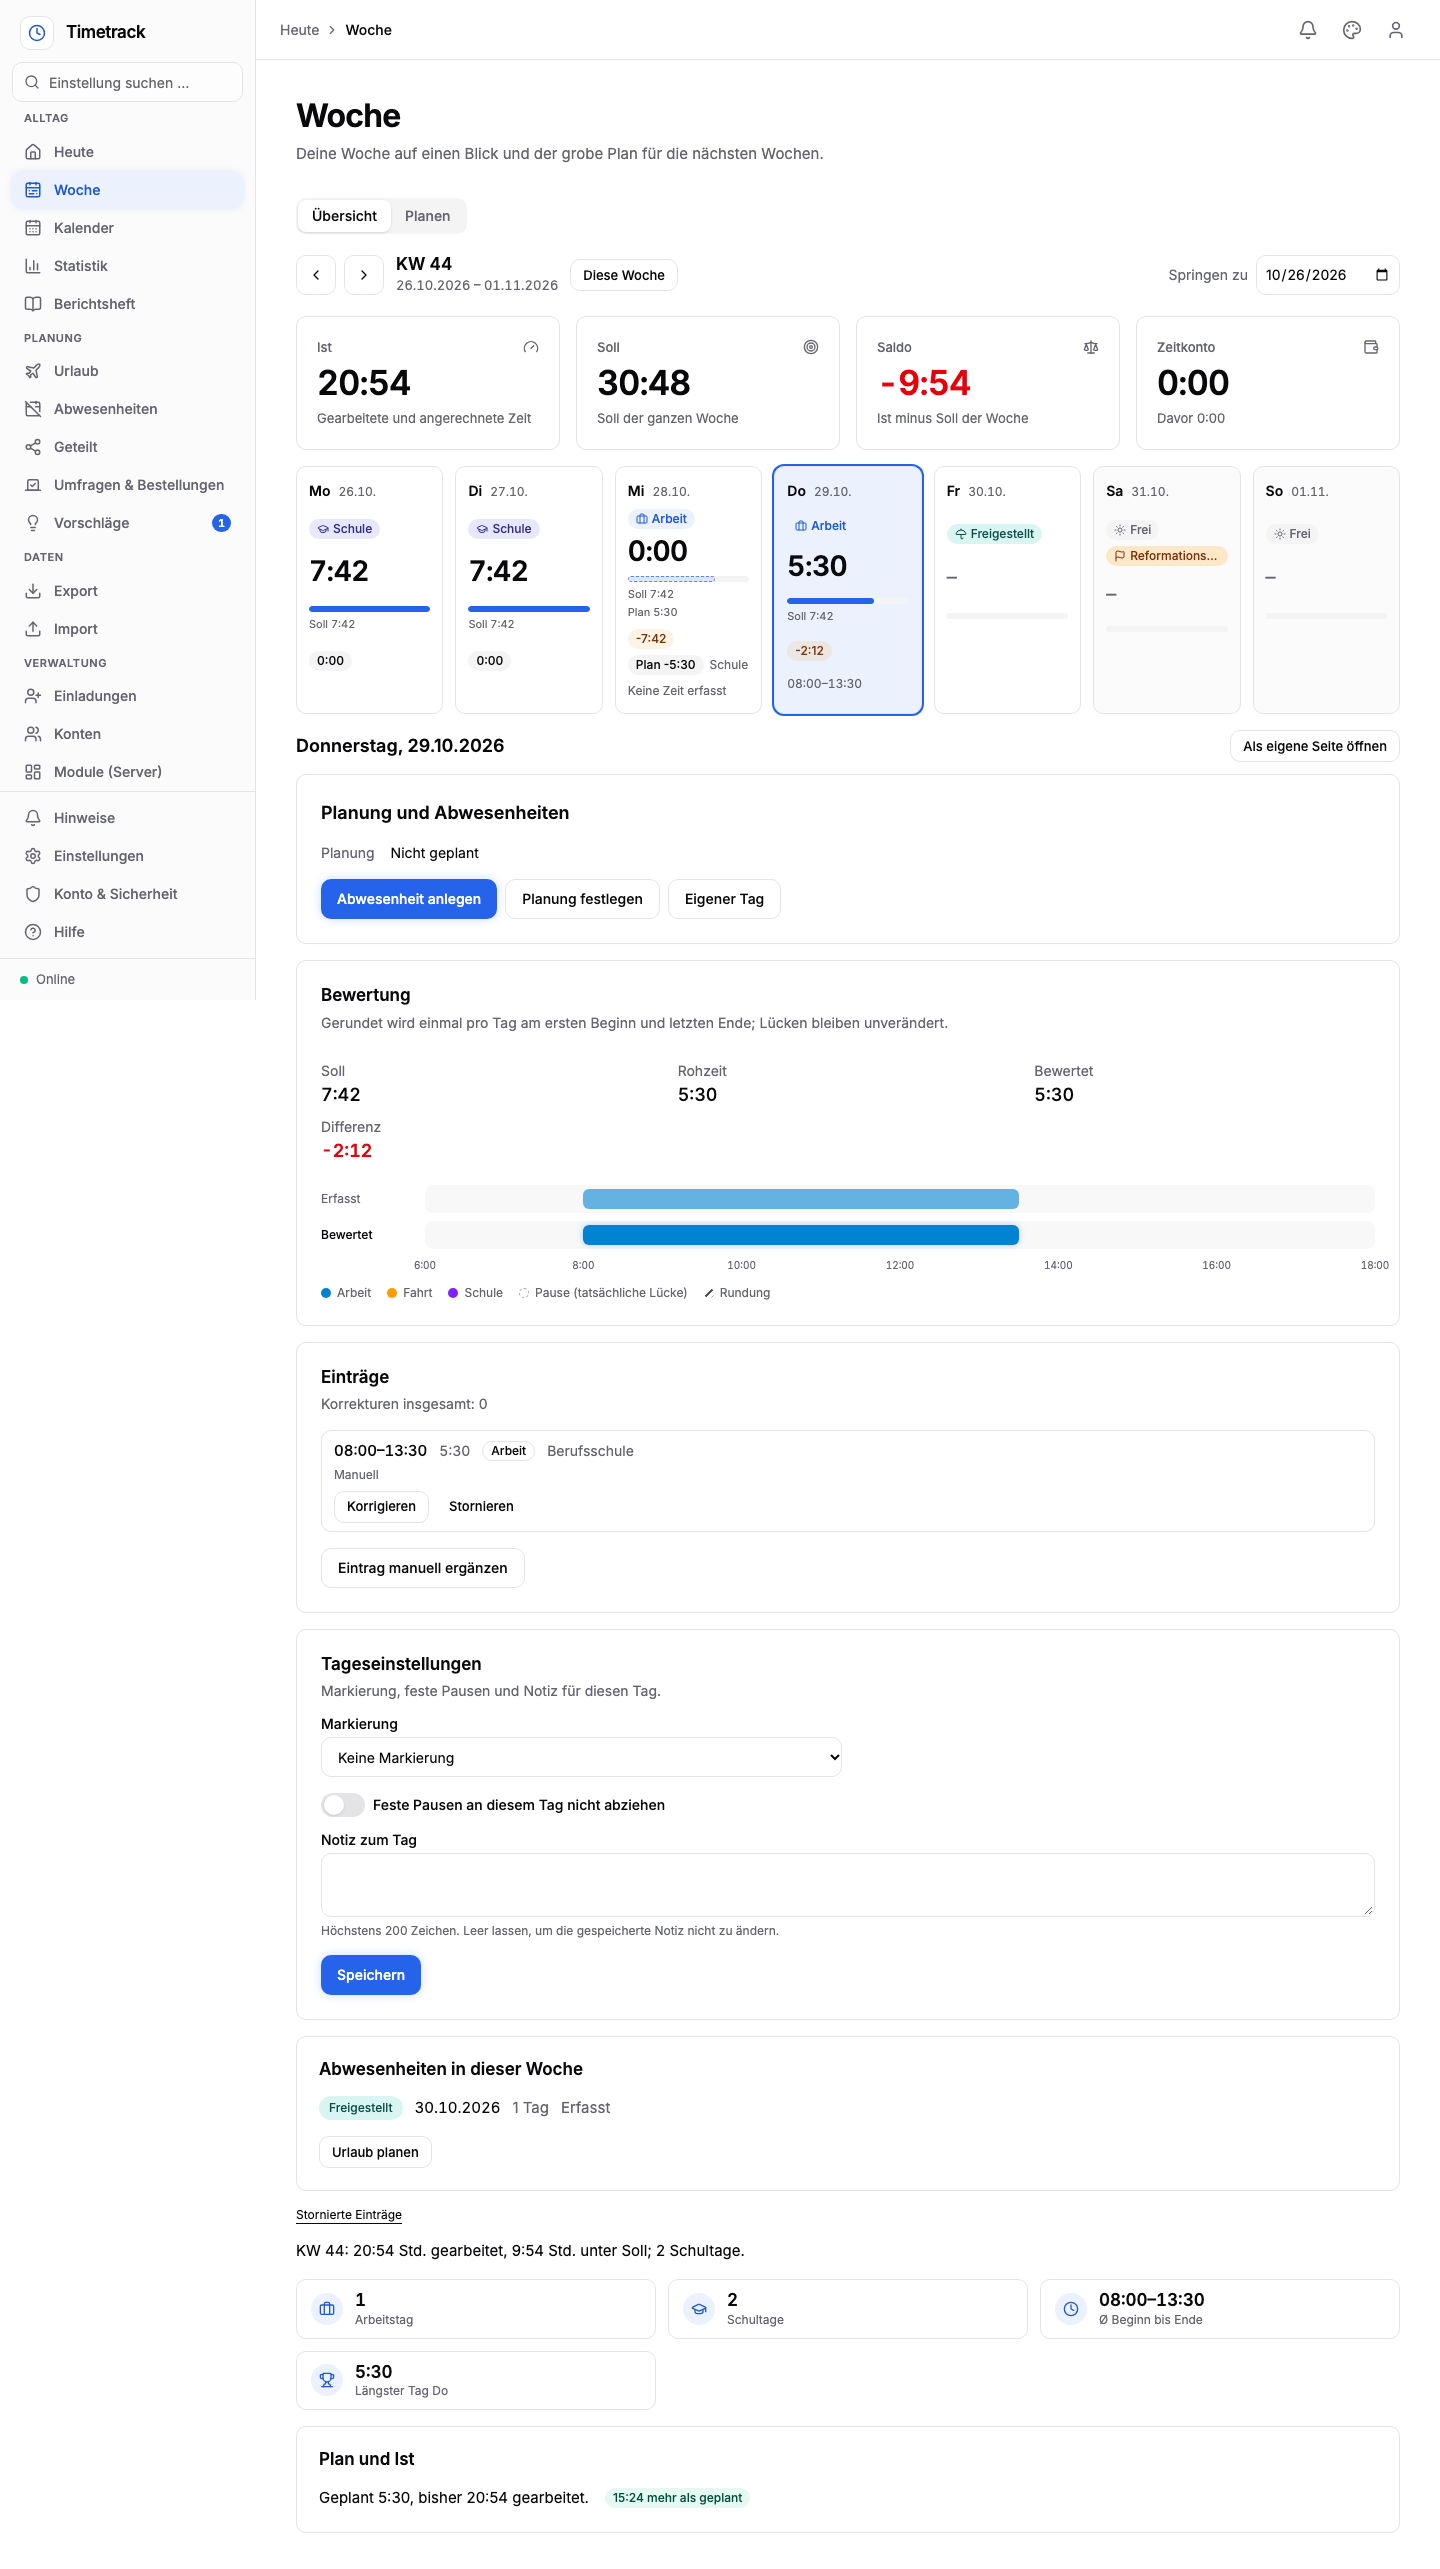 Timetrack
Einstellung suchen ...
ALLTAG
Heute
Woche
Kalender
Statistik
Berichtsheft
PLANUNG
Urlaub
Abwesenheiten
Geteilt
Umfragen & Bestellungen
Vorschläge 1
DATEN
Export
Import
VERWALTUNG
Einladungen
Konten
Module (Server)
Hinweise
Einstellungen
Konto & Sicherheit
Hilfe
Online
Heute > Woche
Woche
Deine Woche auf einen Blick und der grobe Plan für die nächsten Wochen.
Übersicht Planen
KW 44
26.10.2026 – 01.11.2026
Diese Woche
Springen zu 10/26/2026
Ist
20:54
Gearbeitete und angerechnete Zeit
Soll
30:48
Soll der ganzen Woche
Saldo
-9:54
Ist minus Soll der Woche
Zeitkonto
0:00
Davor 0:00
Mo 26.10.
Schule
7:42
Soll 7:42
0:00
Di 27.10.
Schule
7:42
Soll 7:42
0:00
Mi 28.10.
Arbeit
0:00
Soll 7:42
Plan 5:30
-7:42
Plan -5:30 Schule
Keine Zeit erfasst
Do 29.10.
Arbeit
5:30
Soll 7:42
-2:12
08:00–13:30
Fr 30.10.
Freigestellt
–
Sa 31.10.
Frei
Reformations...
–
So 01.11.
Frei
–
Donnerstag, 29.10.2026
Als eigene Seite öffnen
Planung und Abwesenheiten
Planung Nicht geplant
Abwesenheit anlegen Planung festlegen Eigener Tag
Bewertung
Gerundet wird einmal pro Tag am ersten Beginn und letzten Ende; Lücken bleiben unverändert.
Soll
7:42
Rohzeit
5:30
Bewertet
5:30
Differenz
-2:12
Erfasst
Bewertet
6:00 8:00 10:00 12:00 14:00 16:00 18:00
Arbeit Fahrt Schule Pause (tatsächliche Lücke) Rundung
Einträge
Korrekturen insgesamt: 0
08:00–13:30 5:30 Arbeit Berufsschule
Manuell
Korrigieren Stornieren
Eintrag manuell ergänzen
Tageseinstellungen
Markierung, feste Pausen und Notiz für diesen Tag.
Markierung
Keine Markierung
Feste Pausen an diesem Tag nicht abziehen
Notiz zum Tag
Höchstens 200 Zeichen. Leer lassen, um die gespeicherte Notiz nicht zu ändern.
Speichern
Abwesenheiten in dieser Woche
Freigestellt 30.10.2026 1 Tag Erfasst
Urlaub planen
Stornierte Einträge
KW 44: 20:54 Std. gearbeitet, 9:54 Std. unter Soll; 2 Schultage.
1
Arbeitstag
2
Schultage
08:00–13:30
Ø Beginn bis Ende
5:30
Längster Tag Do
Plan und Ist
Geplant 5:30, bisher 20:54 gearbeitet. 15:24 mehr als geplant